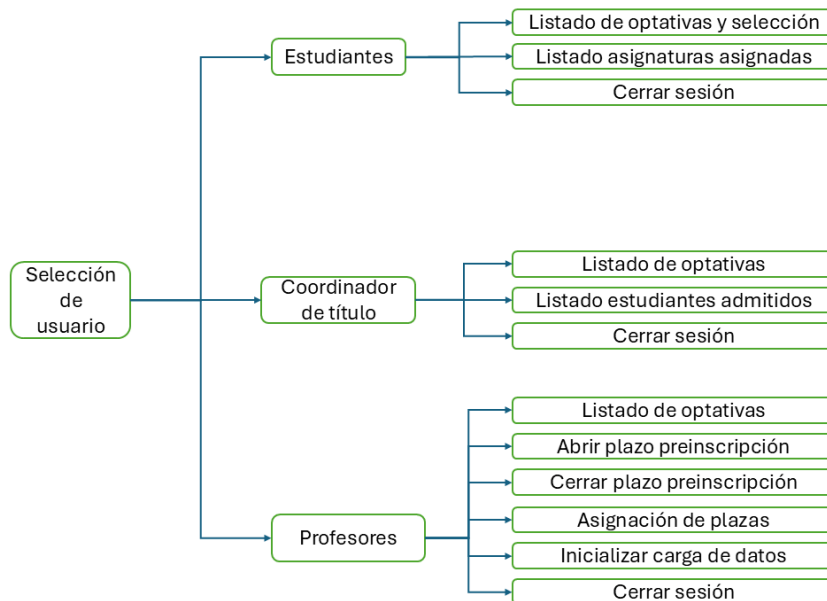 Listado de optativas y selección
Estudiantes
Listado asignaturas asignadas
Cerrar sesión
Selección
de
usuario
Coordinador
de título
Listado de optativas
Listado estudiantes admitidos
Cerrar sesión
Profesores
Listado de optativas
Abrir plazo preinscripción
Cerrar plazo preinscripción
Asignación de plazas
Inicializar carga de datos
Cerrar sesión